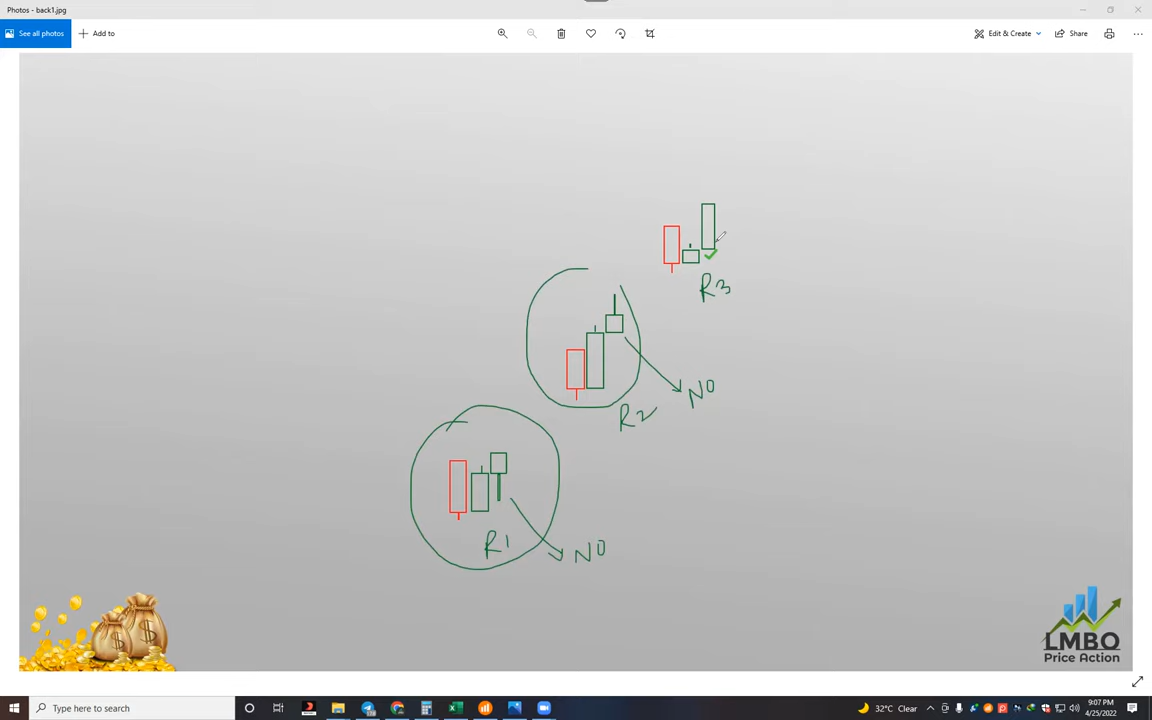 Photos - back1.jpg
See all photos
Add to
Edit & Create
Share
R3
NO
R2
R1
NO
LMBO
Price Action
Type here to search
32°C Clear
9:07 PM
4/25/2022